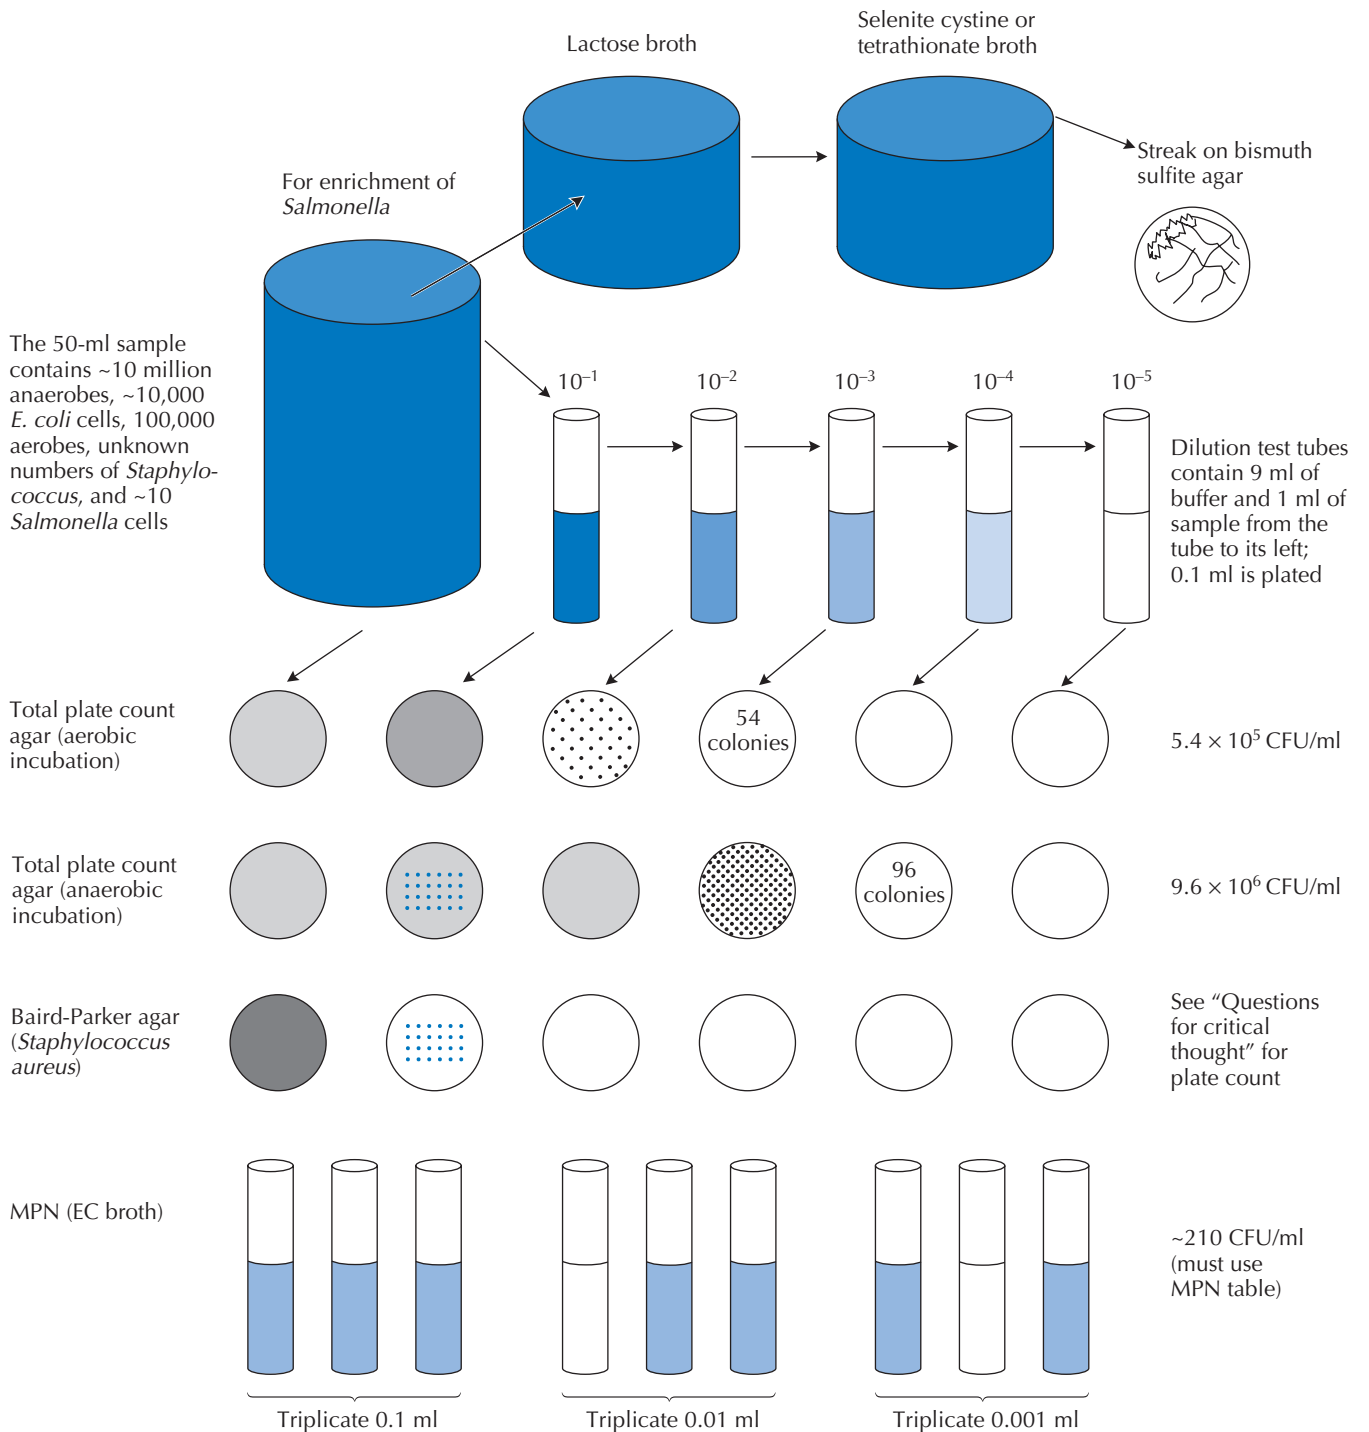 Lactose broth
Selenite cystine or
tetrathionate broth
Streak on bismuth
sulfite agar
For enrichment of
Salmonella
The 50-ml sample
contains ~10 million
anaerobes, ~10,000
E. coli cells, 100,000
aerobes, unknown
numbers of Staphylo-
coccus, and ~10
Salmonella cells
10⁻¹
10⁻²
10⁻³
10⁻⁴
10⁻⁵
Dilution test tubes
contain 9 ml of
buffer and 1 ml of
sample from the
tube to its left;
0.1 ml is plated
Total plate count
agar (aerobic
incubation)
54
colonies
5.4 × 10⁵ CFU/ml
Total plate count
agar (anaerobic
incubation)
96
colonies
9.6 × 10⁶ CFU/ml
Baird-Parker agar
(Staphylococcus
aureus)
See “Questions
for critical
thought” for
plate count
MPN (EC broth)
~210 CFU/ml
(must use
MPN table)
Triplicate 0.1 ml
Triplicate 0.01 ml
Triplicate 0.001 ml